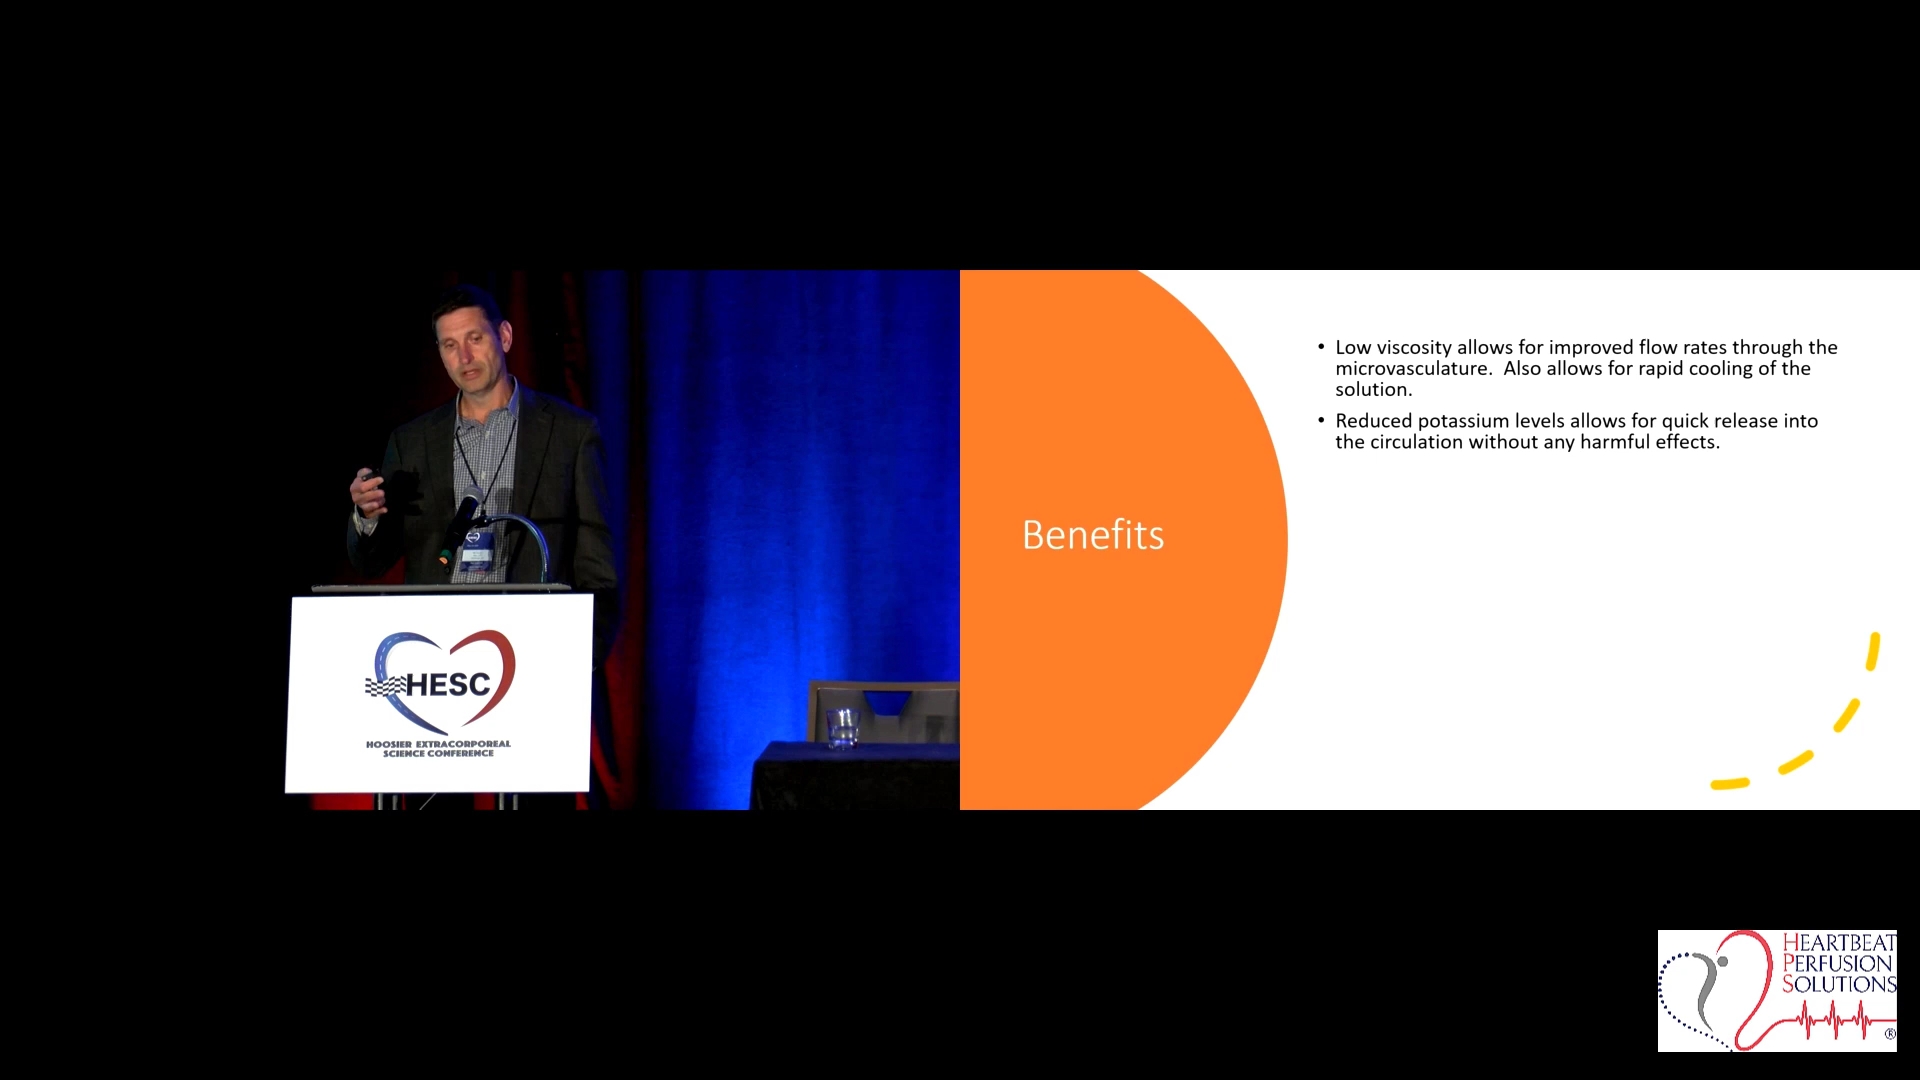 HESC
HOOSIER EXTRACORPOREAL
SCIENCE CONFERENCE
Benefits
• Low viscosity allows for improved flow rates through the
microvasculature.  Also allows for rapid cooling of the
solution.
• Reduced potassium levels allows for quick release into
the circulation without any harmful effects.
HEARTBEAT
PERFUSION
SOLUTIONS
®